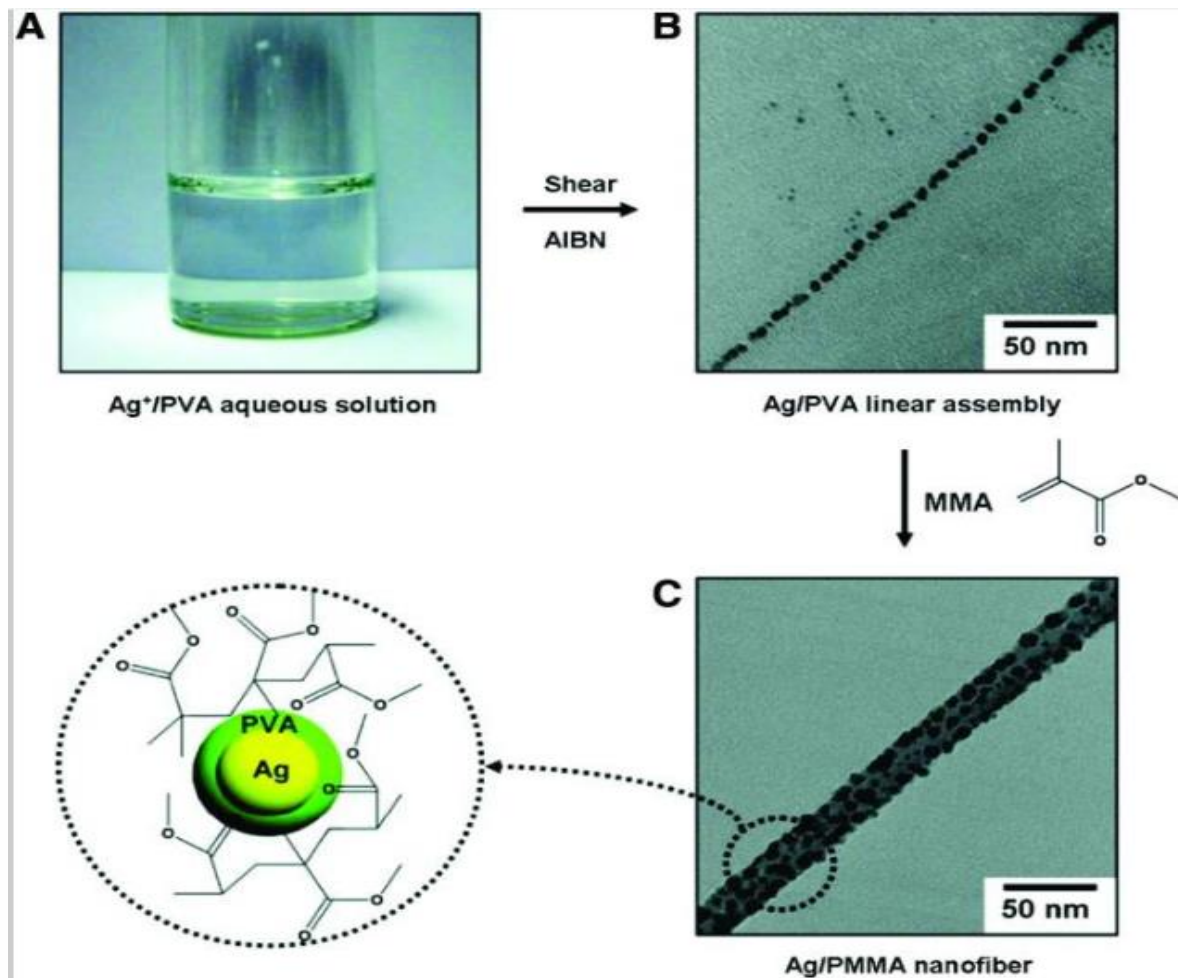 A
B
Shear
AIBN
50 nm
Ag⁺/PVA aqueous solution
Ag/PVA linear assembly
MMA
O
O
C
O
O
O
O
O
O
PVA
O
Ag
O
O
O
O
O
50 nm
Ag/PMMA nanofiber